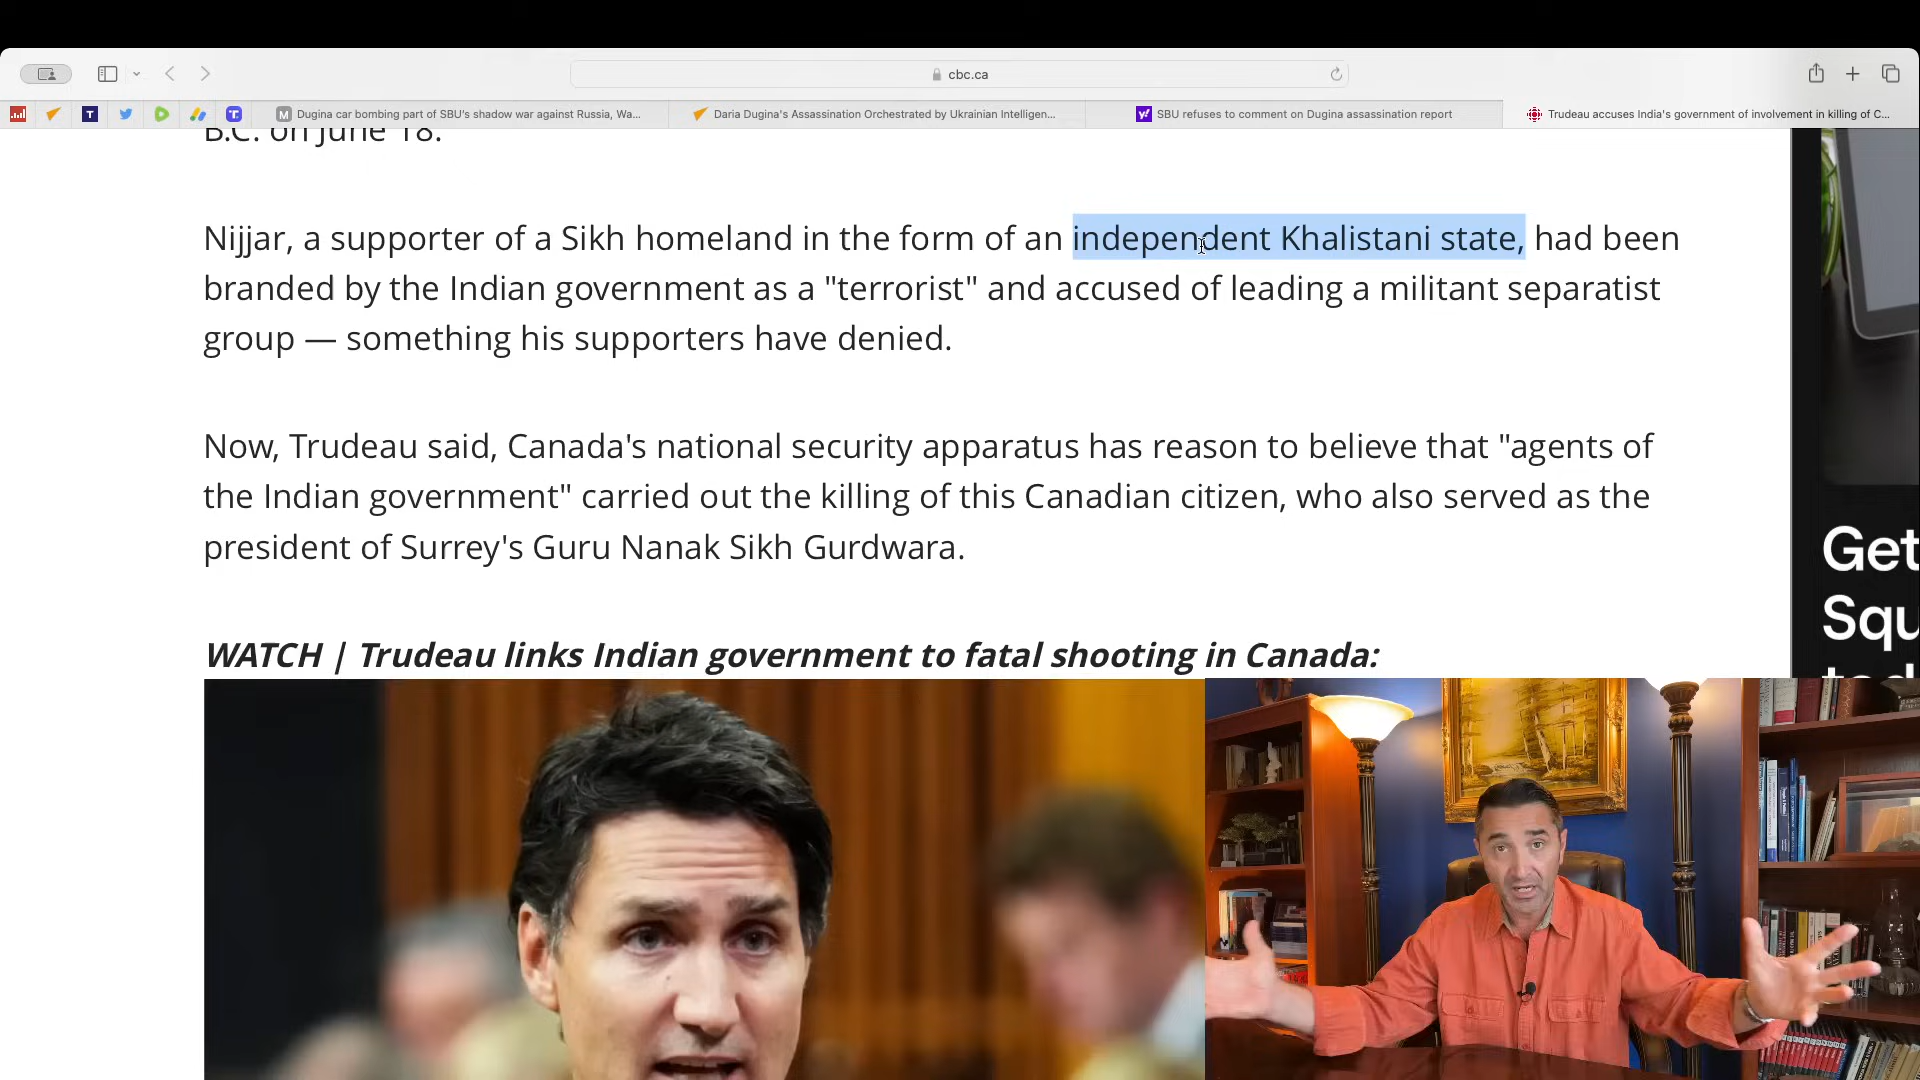 cbc.ca
Dugina car bombing part of SBU's shadow war against Russia, Wa...
Daria Dugina's Assassination Orchestrated by Ukrainian Intelligen...
SBU refuses to comment on Dugina assassination report
Trudeau accuses India's government of involvement in killing of C...
B.C. on June 18.
Nijjar, a supporter of a Sikh homeland in the form of an independent Khalistani state, had been
branded by the Indian government as a "terrorist" and accused of leading a militant separatist
group — something his supporters have denied.
Now, Trudeau said, Canada's national security apparatus has reason to believe that "agents of
the Indian government" carried out the killing of this Canadian citizen, who also served as the
president of Surrey's Guru Nanak Sikh Gurdwara.
WATCH | Trudeau links Indian government to fatal shooting in Canada:
Get
Squ